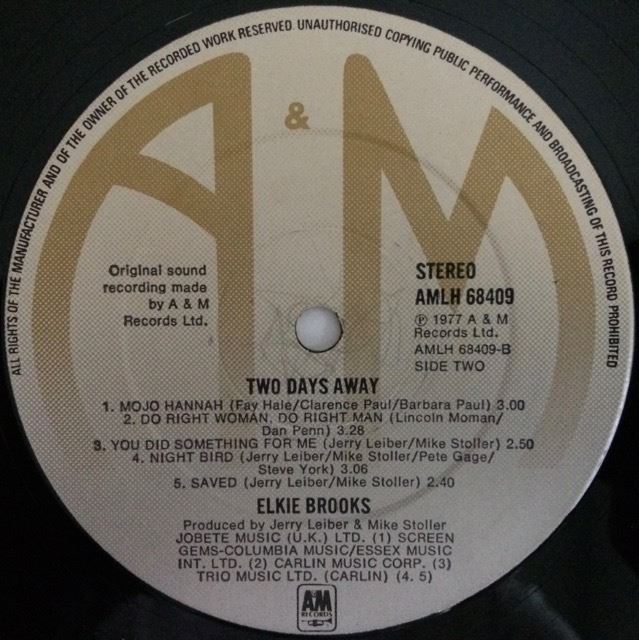 ALL RIGHTS OF THE MANUFACTURER AND OF THE OWNER OF THE RECORDED WORK RESERVED UNAUTHORISED COPYING PUBLIC PERFORMANCE AND BROADCASTING OF THIS RECORD PROHIBITED
A & M
Original sound
recording made
by A & M
Records Ltd.
STEREO
AMLH 68409
Ⓟ 1977 A & M
Records Ltd.
AMLH 68409-B
SIDE TWO
TWO DAYS AWAY
1. MOJO HANNAH (Fay Hale/Clarence Paul/Barbara Paul) 3.00
2. DO RIGHT WOMAN, DO RIGHT MAN (Lincoln Moman/
Dan Penn) 3.28
3. YOU DID SOMETHING FOR ME (Jerry Leiber/Mike Stoller) 2.50
4. NIGHT BIRD (Jerry Leiber/Mike Stoller/Pete Gage/
Steve York) 3.06
5. SAVED (Jerry Leiber/Mike Stoller) 2.40
ELKIE BROOKS
Produced by Jerry Leiber & Mike Stoller
JOBETE MUSIC (U.K.) LTD. (1) SCREEN
GEMS-COLUMBIA MUSIC/ESSEX MUSIC
INT. LTD. (2) CARLIN MUSIC CORP. (3)
TRIO MUSIC LTD. (CARLIN) (4. 5)
A&M
RECORDS